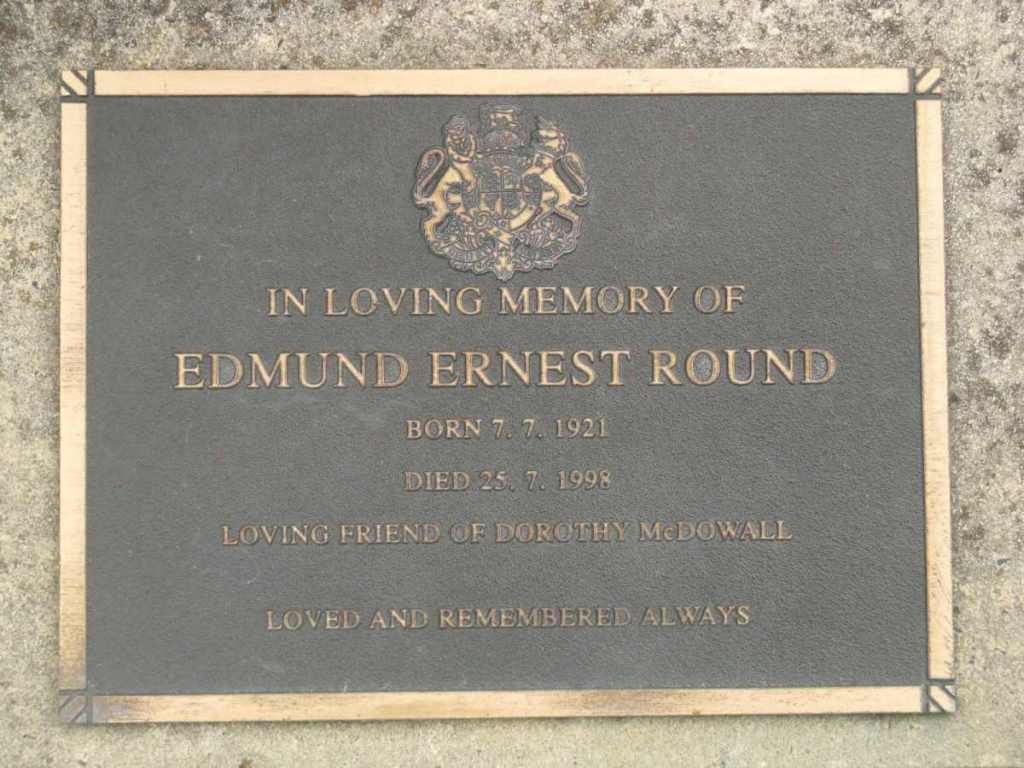 IN LOVING MEMORY OF
EDMUND ERNEST ROUND
BORN 7. 7. 1921
DIED 25. 7. 1998
LOVING FRIEND OF DOROTHY McDOWALL
LOVED AND REMEMBERED ALWAYS